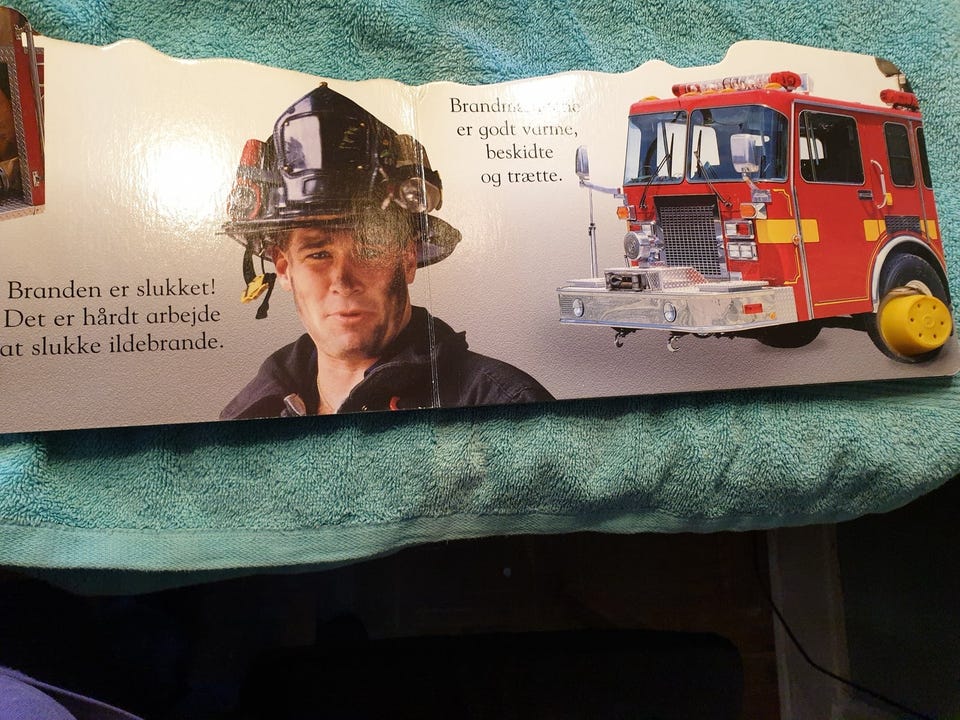 Branden er slukket!
Det er hårdt arbejde
at slukke ildebrande.
er godt varme,
beskidte
og trætte.